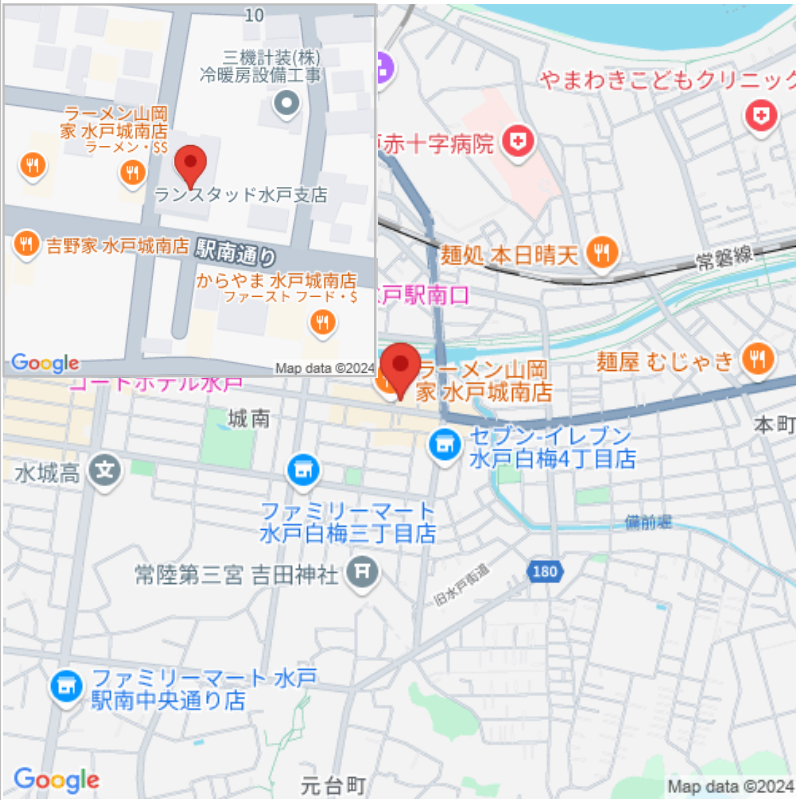 10
三機計装(株)
冷暖房設備工事
ラーメン山岡
家 水戸城南店
ラーメン・$$
ランスタッド水戸支店
吉野家 水戸城南店
駅南通り
からやま 水戸城南店
ファースト フード・$
Google
Map data ©2024
やまわきこどもクリニック
赤十字病院
麺処 本日晴天
常磐線
戸駅南口
ラーメン山岡
家 水戸城南店
麺屋 むじゃき
コートホテル水戸
城南
セブン-イレブン
水戸白梅4丁目店
本町
水城高
ファミリーマート
水戸白梅三丁目店
備前堀
常陸第三宮 吉田神社
旧水戸街道
180
ファミリーマート 水戸
駅南中央通り店
元台町
Google
Map data ©2024